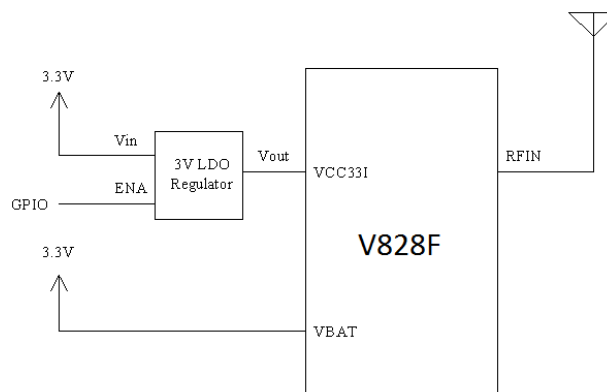 3.3V
Vin
3V LDO
Regulator
Vout
VCC33I
RFIN
ENA
GPIO
V828F
3.3V
VBAT